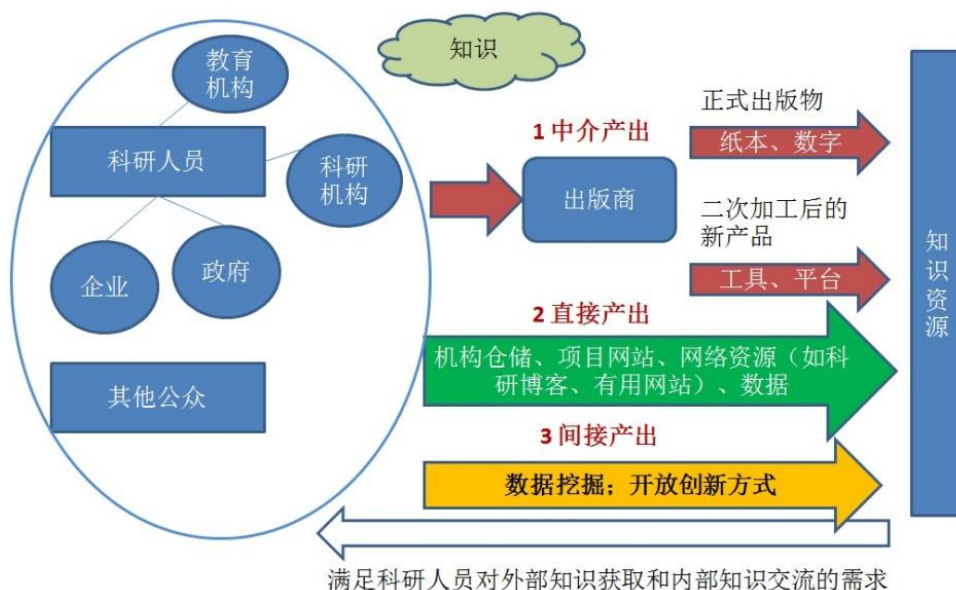 知识
教育
机构
科研人员
科研
机构
企业
政府
其他公众
1 中介产出
出版商
正式出版物
纸本、数字
二次加工后的
新产品
工具、平台
2 直接产出
机构仓储、项目网站、网络资源（如科
研博客、有用网站）、数据
3 间接产出
数据挖掘；开放创新方式
知识资源
满足科研人员对外部知识获取和内部知识交流的需求